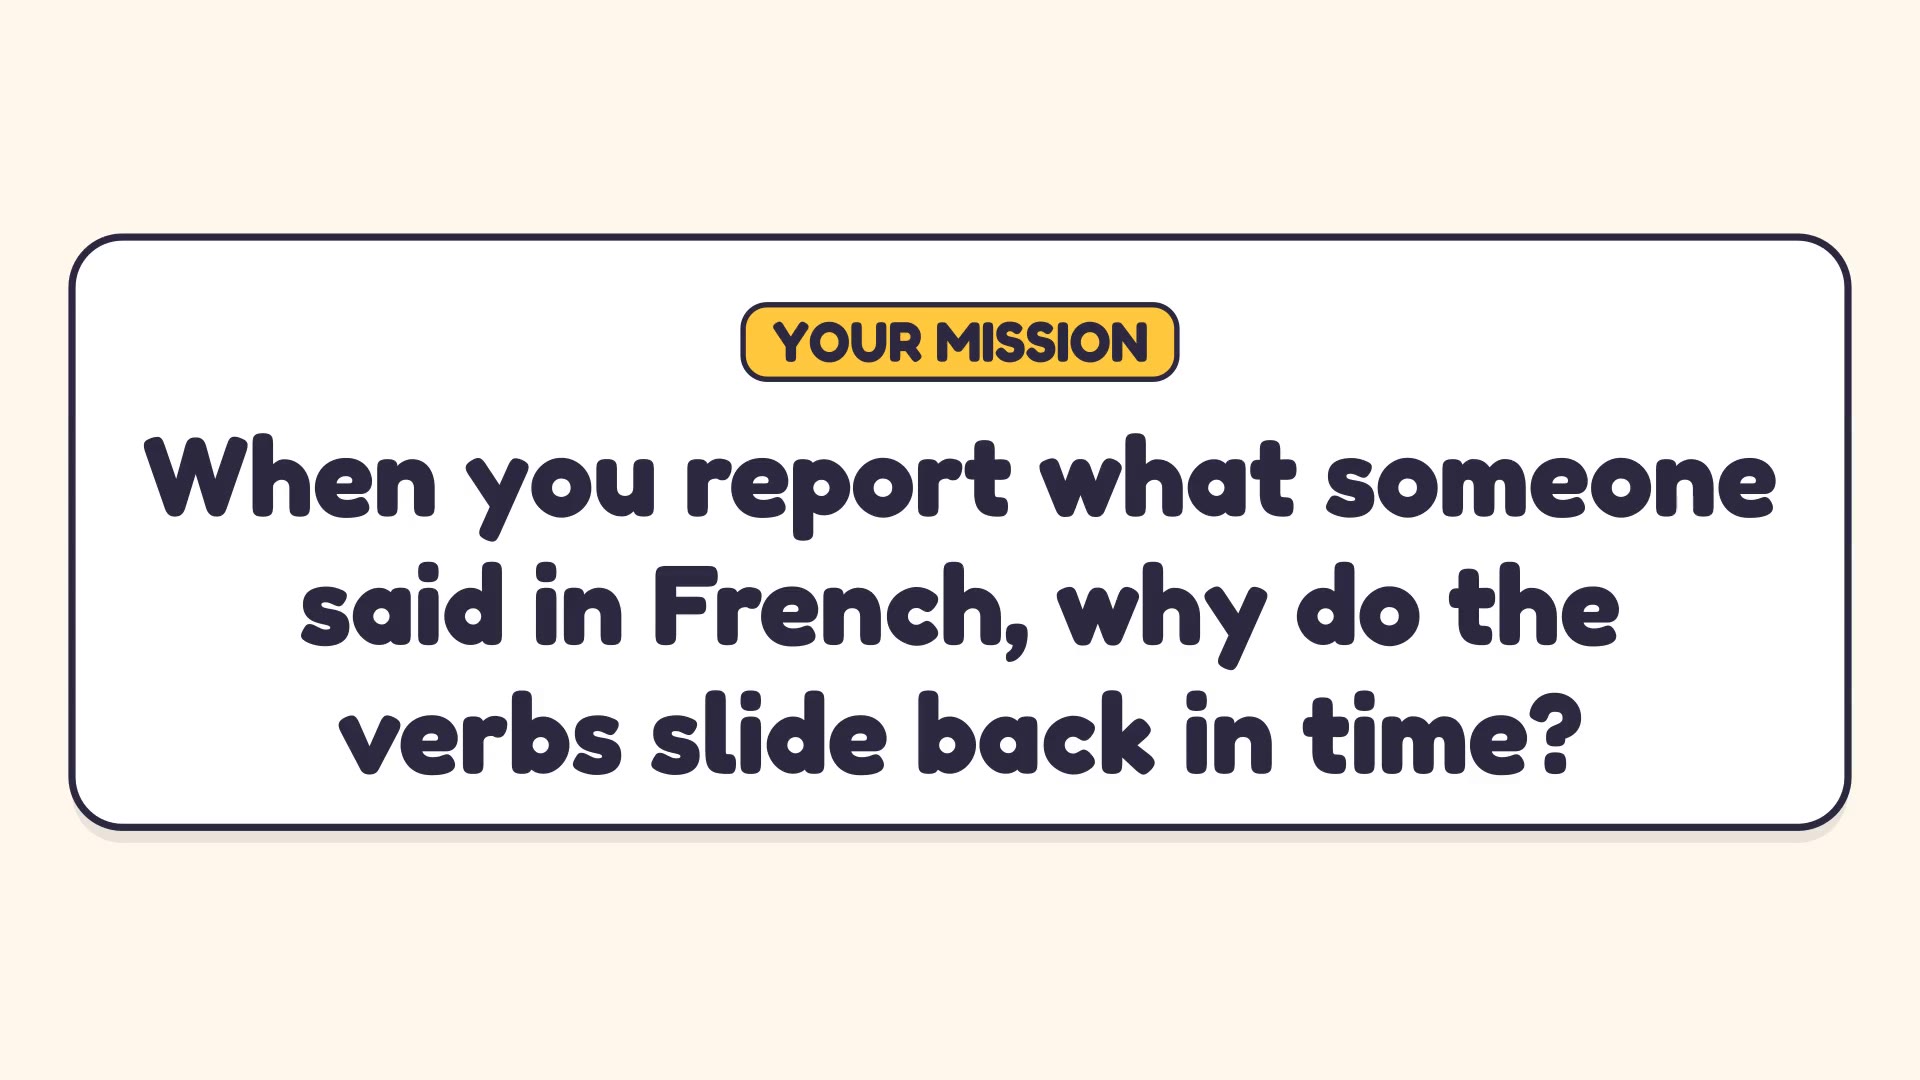 YOUR MISSION
When you report what someone
said in French, why do the
verbs slide back in time?